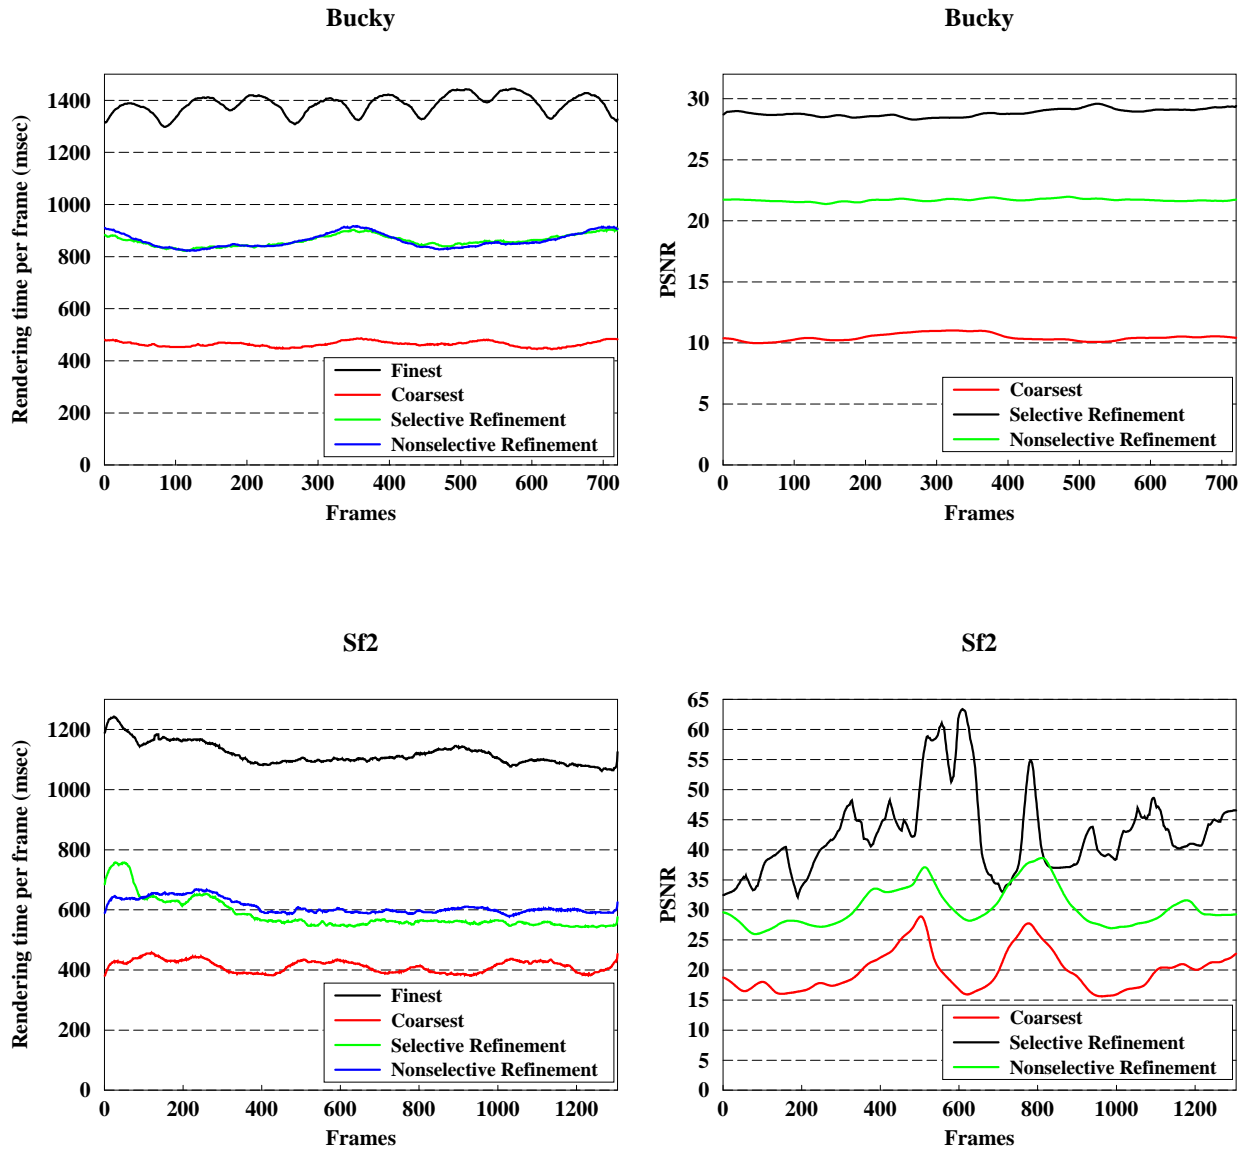 Bucky
1400
1200
1000
800
600
400
200
0
Rendering time per frame (msec)
0 100 200 300 400 500 600 700
Frames
Finest
Coarsest
Selective Refinement
Nonselective Refinement
Bucky
30
25
20
15
10
5
0
PSNR
0 100 200 300 400 500 600 700
Frames
Coarsest
Selective Refinement
Nonselective Refinement
Sf2
1200
1000
800
600
400
200
0
Rendering time per frame (msec)
0 200 400 600 800 1000 1200
Frames
Finest
Coarsest
Selective Refinement
Nonselective Refinement
Sf2
65
60
55
50
45
40
35
30
25
20
15
10
5
0
PSNR
0 200 400 600 800 1000 1200
Frames
Coarsest
Selective Refinement
Nonselective Refinement